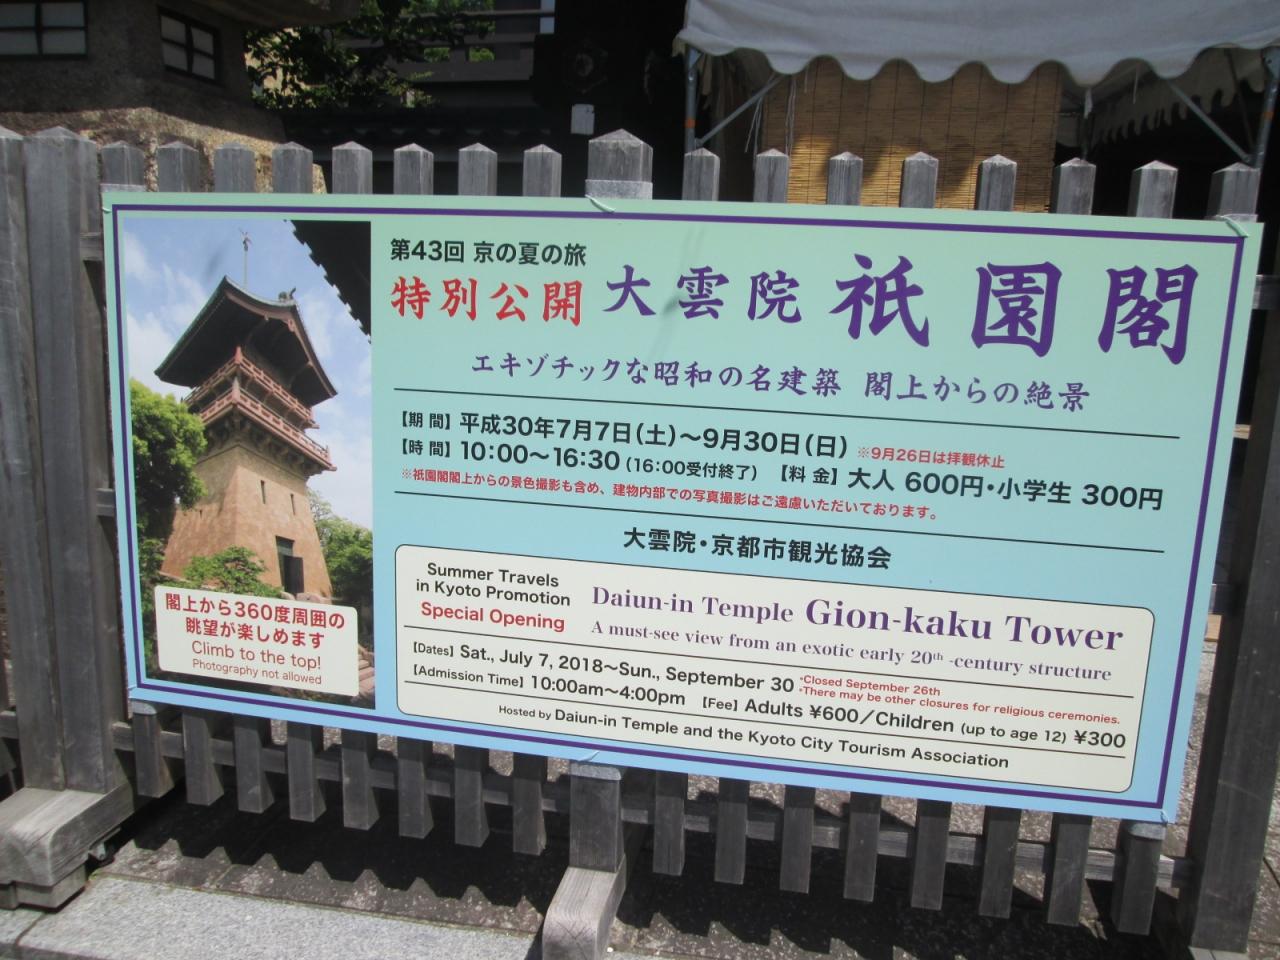 第43回 京の夏の旅
特別公開 大雲院 祇園閣
エキゾチックな昭和の名建築 閣上からの絶景
【期 間】平成30年7月7日(土)～9月30日(日) ※9月26日は拝観休止
【時 間】10:00～16:30(16:00受付終了) 【料 金】大人 600円・小学生 300円
※祇園閣閣上からの景色撮影も含め、建物内部での写真撮影はご遠慮いただいております。
大雲院・京都市観光協会
閣上から360度周囲の
眺望が楽しめます
Climb to the top!
Photography not allowed
Summer Travels
in Kyoto Promotion
Special Opening
Daiun-in Temple Gion-kaku Tower
A must-see view from an exotic early 20th -century structure
【Dates】Sat., July 7, 2018～Sun., September 30 *Closed September 26th
*There may be other closures for religious ceremonies.
【Admission Time】10:00am～4:00pm 【Fee】Adults ¥600／Children (up to age 12) ¥300
Hosted by Daiun-in Temple and the Kyoto City Tourism Association